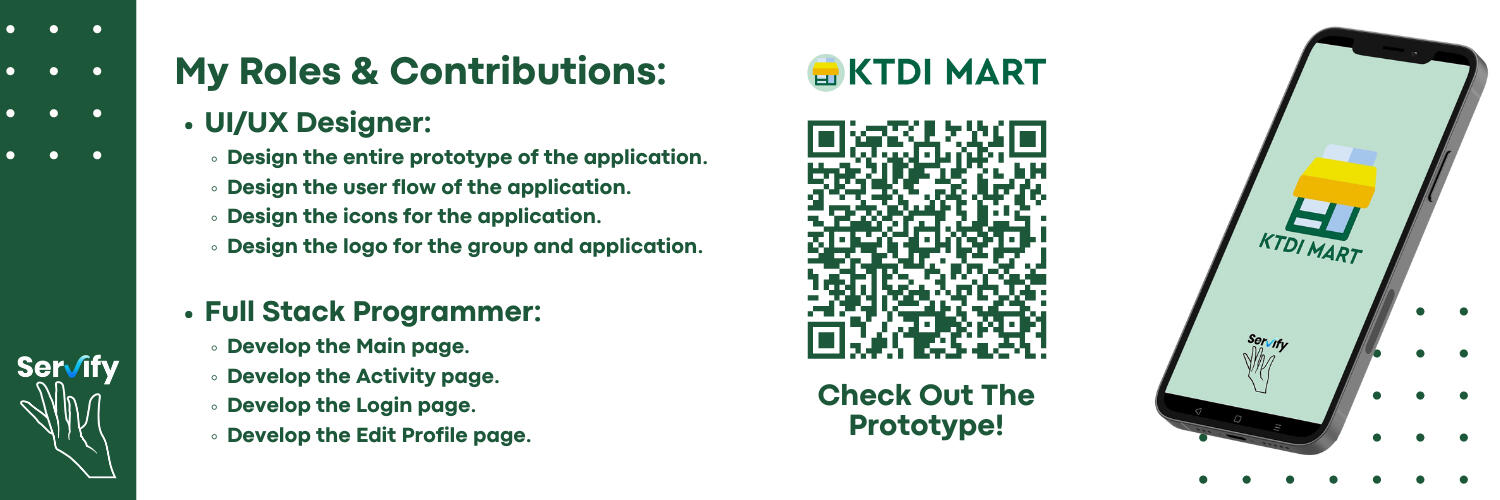 My Roles & Contributions:
• UI/UX Designer:
◦ Design the entire prototype of the application.
◦ Design the user flow of the application.
◦ Design the icons for the application.
◦ Design the logo for the group and application.
• Full Stack Programmer:
◦ Develop the Main page.
◦ Develop the Activity page.
◦ Develop the Login page.
◦ Develop the Edit Profile page.
Servify
KTDI MART
Check Out The
Prototype!
KTDI MART
Servify